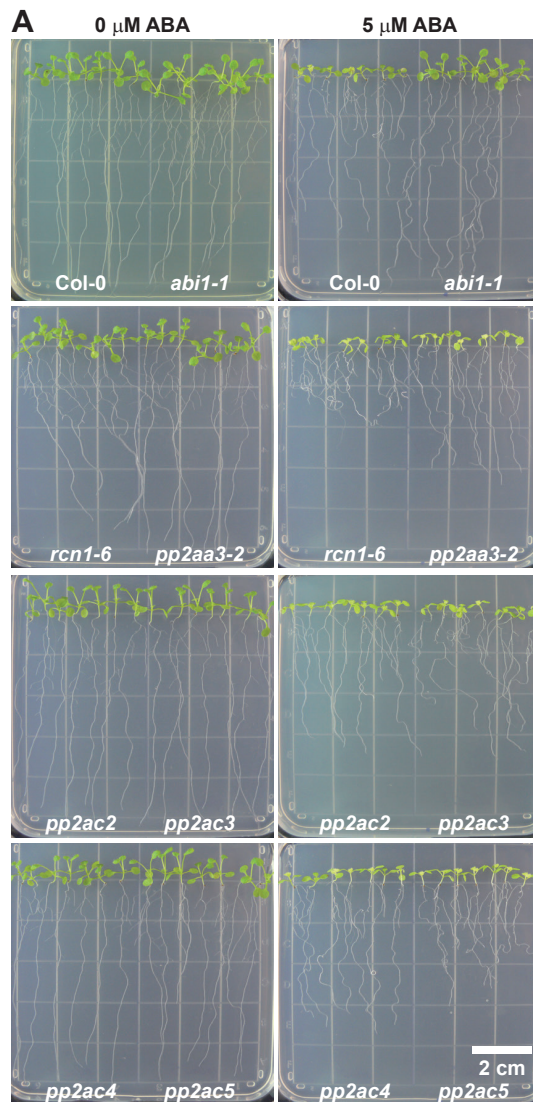 A
0 μM ABA 5 μM ABA
Col-0 abi1-1 Col-0 abi1-1
rcn1-6 pp2aa3-2 rcn1-6 pp2aa3-2
pp2ac2 pp2ac3 pp2ac2 pp2ac3
2 cm
pp2ac4 pp2ac5 pp2ac4 pp2ac5